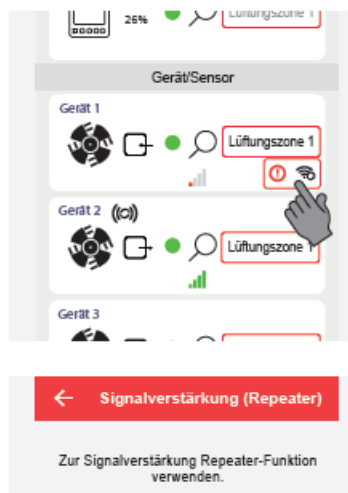 26%
Lüftungszone 1
Gerät/Sensor
Gerät 1
Lüftungszone 1
Gerät 2
Lüftungszone 1
Gerät 3
Signalverstärkung (Repeater)
Zur Signalverstärkung Repeater-Funktion
verwenden.